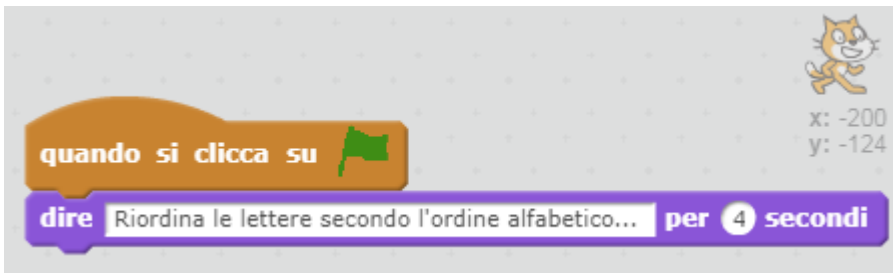 x: -200
y: -124
quando si clicca su
dire Riordina le lettere secondo l'ordine alfabetico... per 4 secondi